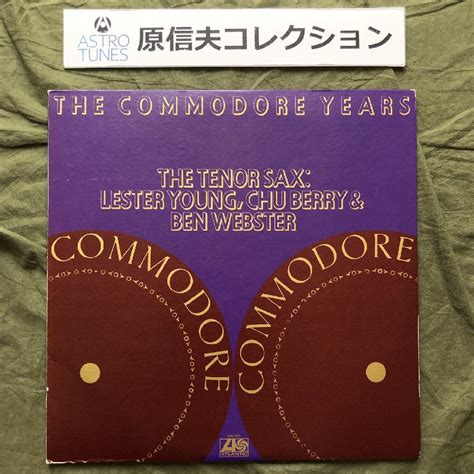 ASTRO
TUNES
原信夫コレクション
THE COMMODORE YEARS
THE TENOR SAX:
LESTER YOUNG, CHU BERRY &
BEN WEBSTER
COMMODORE
COMMODORE
ATLANTIC